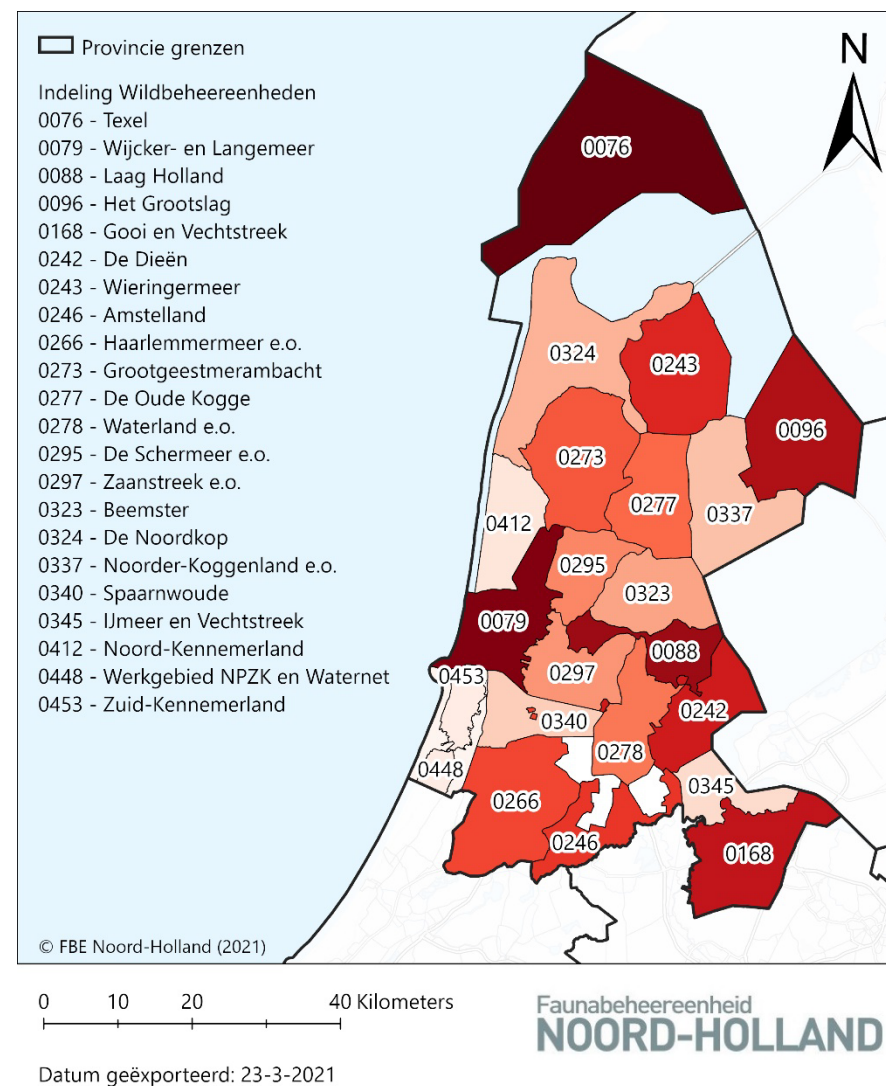 Provincie grenzen
Indeling Wildbeheereenheden
0076 - Texel
0079 - Wijcker- en Langemeer
0088 - Laag Holland
0096 - Het Grootslag
0168 - Gooi en Vechtstreek
0242 - De Dieën
0243 - Wieringermeer
0246 - Amstelland
0266 - Haarlemmermeer e.o.
0273 - Grootgeestmerambacht
0277 - De Oude Kogge
0278 - Waterland e.o.
0295 - De Schermeer e.o.
0297 - Zaanstreek e.o.
0323 - Beemster
0324 - De Noordkop
0337 - Noorder-Koggenland e.o.
0340 - Spaarnwoude
0345 - IJmeer en Vechtstreek
0412 - Noord-Kennemerland
0448 - Werkgebied NPZK en Waternet
0453 - Zuid-Kennemerland
N
0076
0324
0243
0096
0273
0277
0337
0412
0295
0323
0079
0088
0297
0453
0242
0340
0278
0448
0345
0266
0246
0168
© FBE Noord-Holland (2021)
0 10 20 40 Kilometers
Faunabeheereenheid
NOORD-HOLLAND
Datum geëxporteerd: 23-3-2021